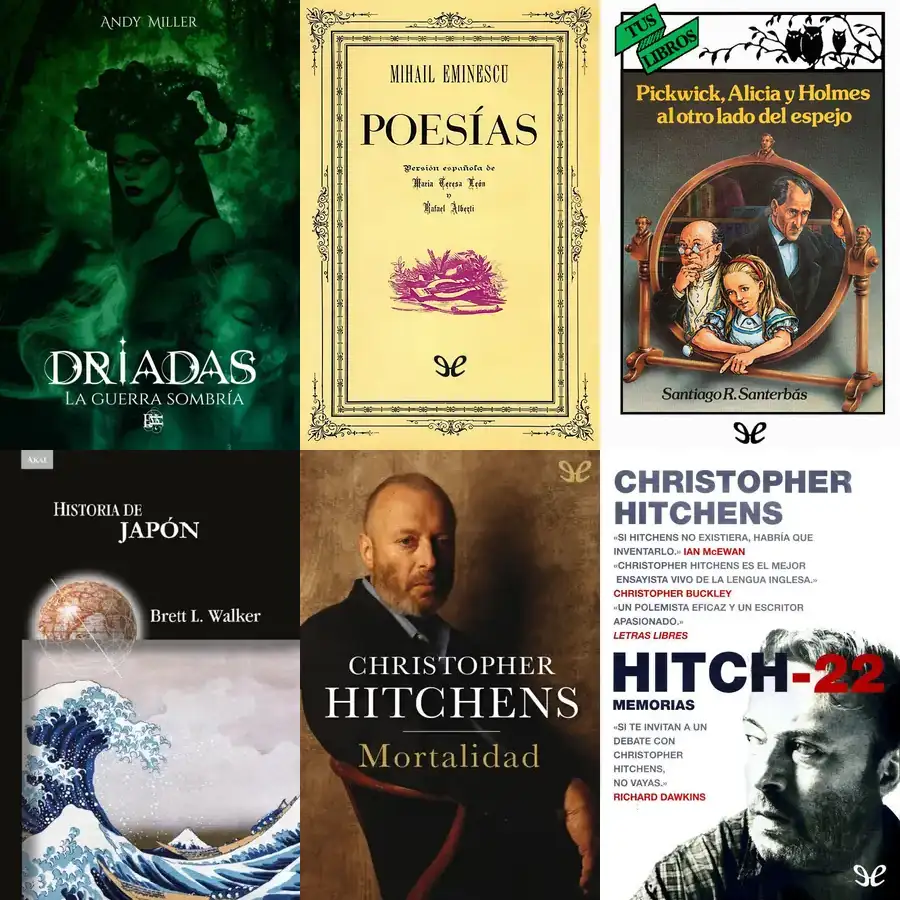 ANDY MILLER
DRÍADAS
LA GUERRA SOMBRÍA
MIHAIL EMINESCU
POESÍAS
Versión española de
María Teresa León
y
Rafael Alberti
TUS
LIBROS
Pickwick, Alicia y Holmes
al otro lado del espejo
Santiago R. Santerbás
AKAL
HISTORIA DE
JAPÓN
Brett L. Walker
CHRISTOPHER
HITCHENS
Mortalidad
CHRISTOPHER
HITCHENS
«SI HITCHENS NO EXISTIERA, HABRÍA QUE
INVENTARLO.» IAN McEWAN
«CHRISTOPHER HITCHENS ES EL MEJOR
ENSAYISTA VIVO DE LA LENGUA INGLESA.»
CHRISTOPHER BUCKLEY
«UN POLEMISTA EFICAZ Y UN ESCRITOR
APASIONADO.»
LETRAS LIBRES
HITCH-22
MEMORIAS
«SI TE INVITAN A UN
DEBATE CON
CHRISTOPHER
HITCHENS,
NO VAYAS.»
RICHARD DAWKINS